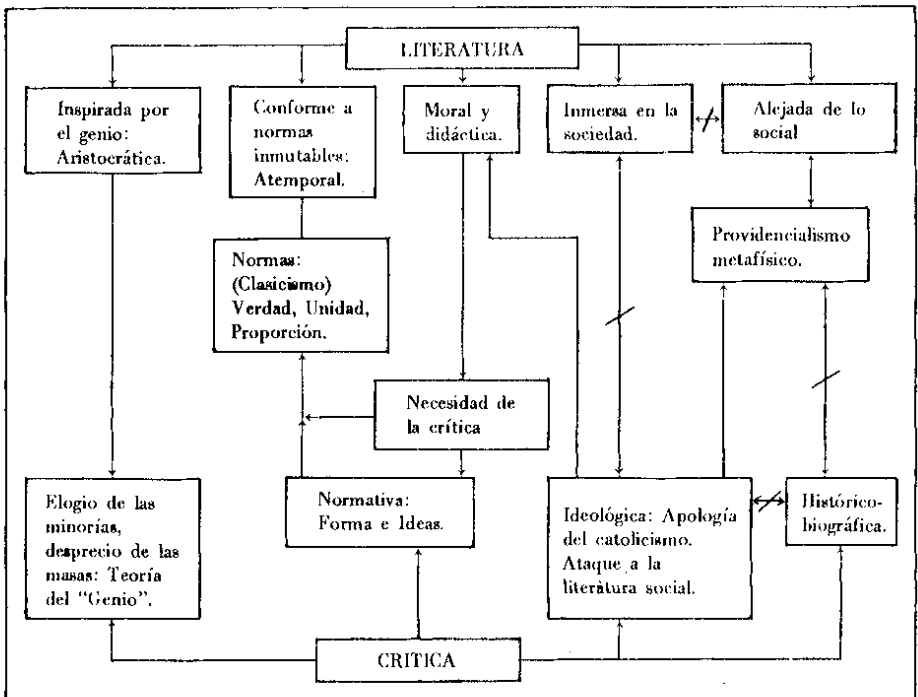 LITERATURA
Inspirada por
el genio:
Aristocrática.
Conforme a
normas
inmutables:
Atemporal.
Moral y
didáctica.
Inmersa en la
sociedad.
Alejada de lo
social
Providencialismo
metafísico.
Normas:
(Clasicismo)
Verdad, Unidad,
Proporción.
Necesidad de
la crítica
Elogio de las
minorías,
desprecio de las
masas: Teoría
del "Genio".
Normativa:
Forma e Ideas.
Ideológica: Apología
del catolicismo.
Ataque a la
literatura social.
Histórico-
biográfica.
CRITICA